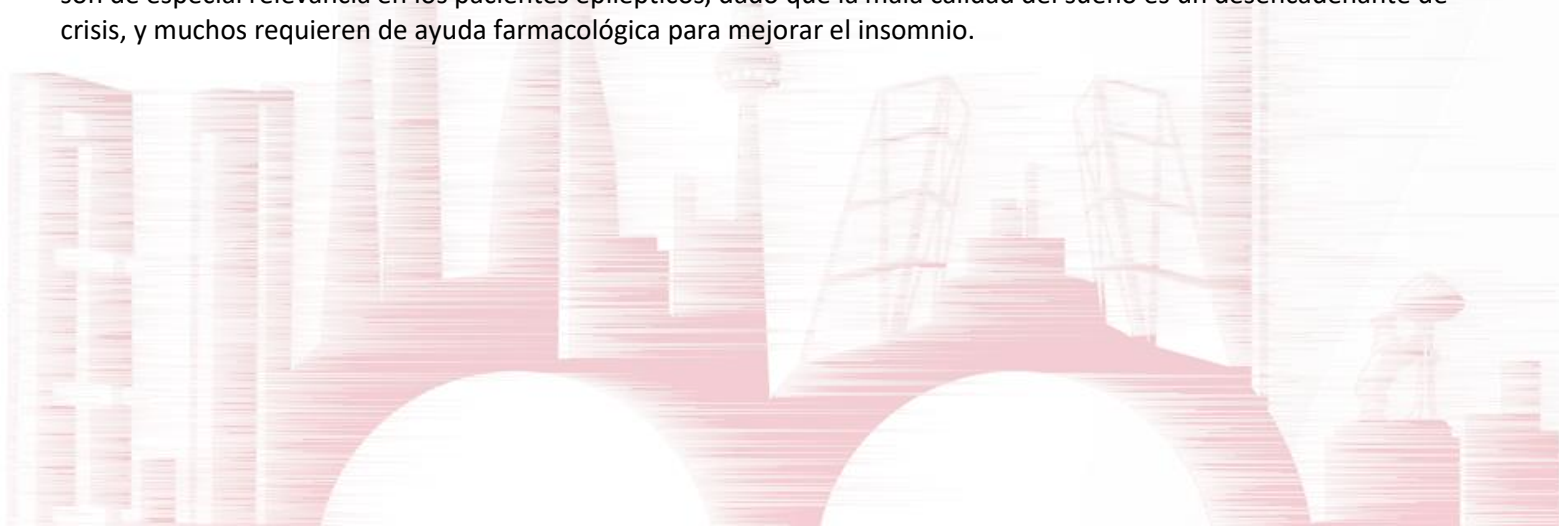 son de especial relevancia en los pacientes epilépticos, dado que la mala calidad del sueño es un desencadenante de
crisis, y muchos requieren de ayuda farmacológica para mejorar el insomnio.